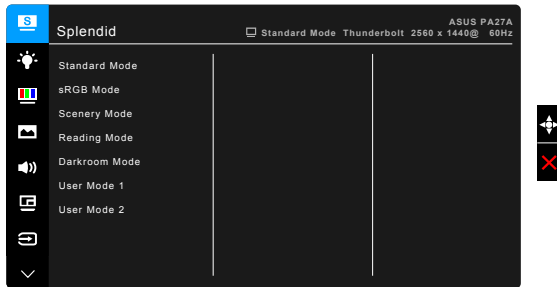 S
Splendid
ASUS PA27A
Standard Mode Thunderbolt 2560 x 1440@ 60Hz
Standard Mode
sRGB Mode
Scenery Mode
Reading Mode
Darkroom Mode
User Mode 1
User Mode 2